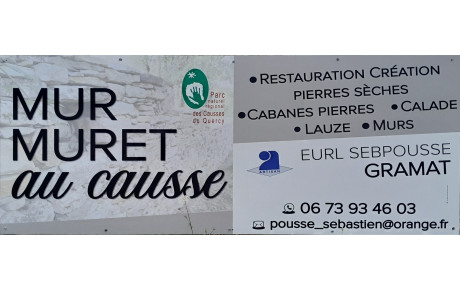 MUR
MURET
au causse
Parc
naturel
régional
des Causses
du Quercy
• RESTAURATION CRÉATION
PIERRES SÈCHES
• CABANES PIERRES • CALADE
• LAUZE • MURS
ARTISAN
EURL SEBPOUSSE
GRAMAT
06 73 93 46 03
pousse_sebastien@orange.fr